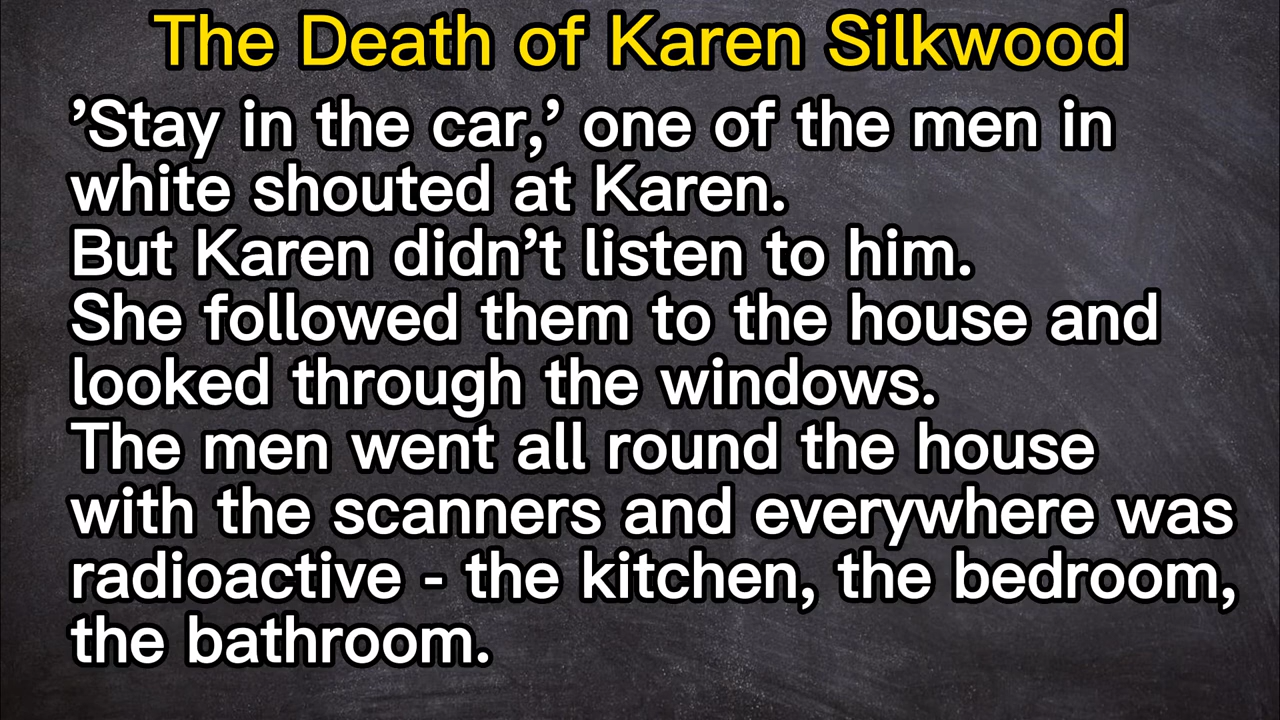 The Death of Karen Silkwood
’Stay in the car,’ one of the men in
white shouted at Karen.
But Karen didn’t listen to him.
She followed them to the house and
looked through the windows.
The men went all round the house
with the scanners and everywhere was
radioactive - the kitchen, the bedroom,
the bathroom.